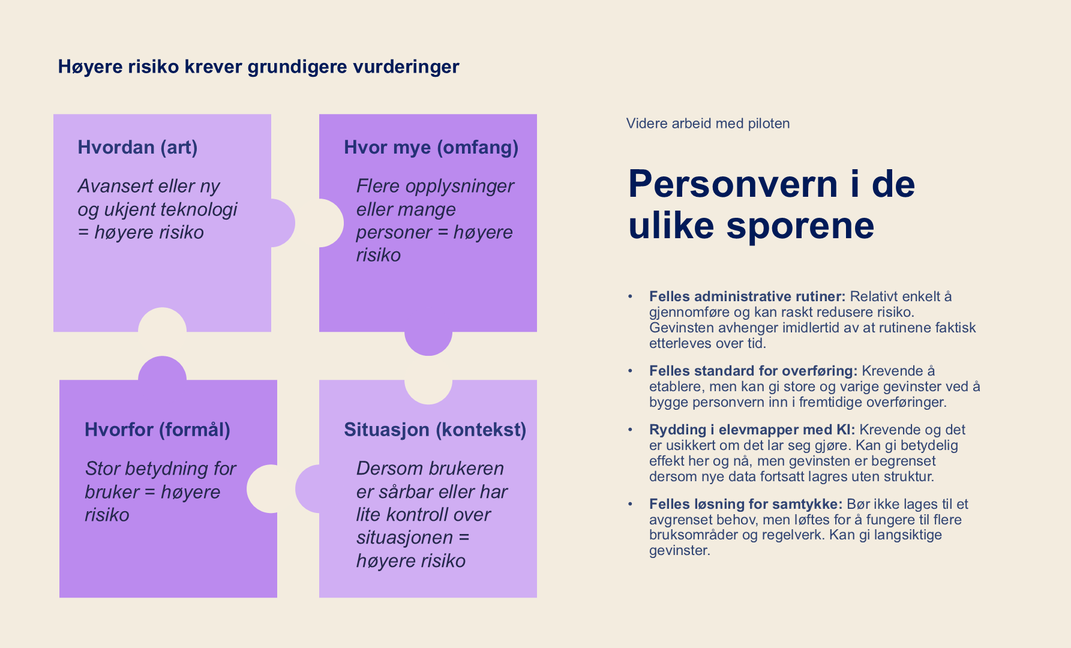 Høyere risiko krever grundigere vurderinger
Hvordan (art)
Avansert eller ny
og ukjent teknologi
= høyere risiko
Hvor mye (omfang)
Flere opplysninger
eller mange
personer = høyere
risiko
Hvorfor (formål)
Stor betydning for
bruker = høyere
risiko
Situasjon (kontekst)
Dersom brukeren
er sårbar eller har
lite kontroll over
situasjonen =
høyere risiko
Videre arbeid med piloten
Personvern i de
ulike sporene
• Felles administrative rutiner: Relativt enkelt å
gjennomføre og kan raskt redusere risiko.
Gevinsten avhenger imidlertid av at rutinene faktisk
etterleves over tid.
• Felles standard for overføring: Krevende å
etablere, men kan gi store og varige gevinster ved å
bygge personvern inn i fremtidige overføringer.
• Rydding i elevmapper med KI: Krevende og det
er usikkert om det lar seg gjøre. Kan gi betydelig
effekt her og nå, men gevinsten er begrenset
dersom nye data fortsatt lagres uten struktur.
• Felles løsning for samtykke: Bør ikke lages til et
avgrenset behov, men løftes for å fungere til flere
bruksområder og regelverk. Kan gi langsiktige
gevinster.